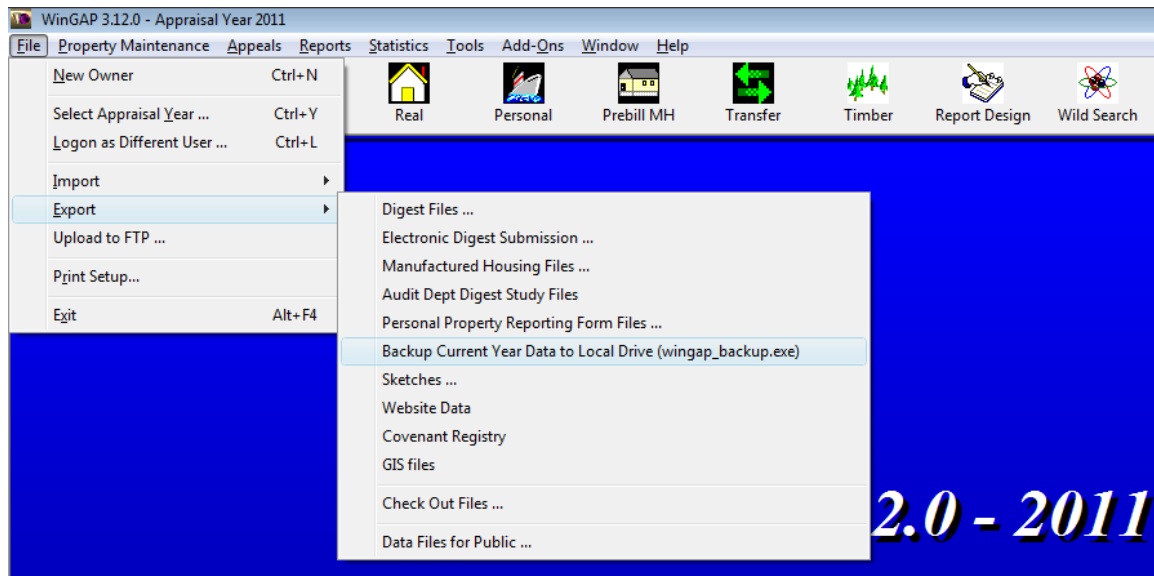 WinGAP 3.12.0 - Appraisal Year 2011
File Property Maintenance Appeals Reports Statistics Tools Add-Ons Window Help
New Owner Ctrl+N
Select Appraisal Year ... Ctrl+Y
Logon as Different User ... Ctrl+L
Import
Export
Upload to FTP ...
Print Setup...
Exit Alt+F4
Real Personal Prebill MH Transfer Timber Report Design Wild Search
Digest Files ...
Electronic Digest Submission ...
Manufactured Housing Files ...
Audit Dept Digest Study Files
Personal Property Reporting Form Files ...
Backup Current Year Data to Local Drive (wingap_backup.exe)
Sketches ...
Website Data
Covenant Registry
GIS files
Check Out Files ...
Data Files for Public ...
2.0 - 2011